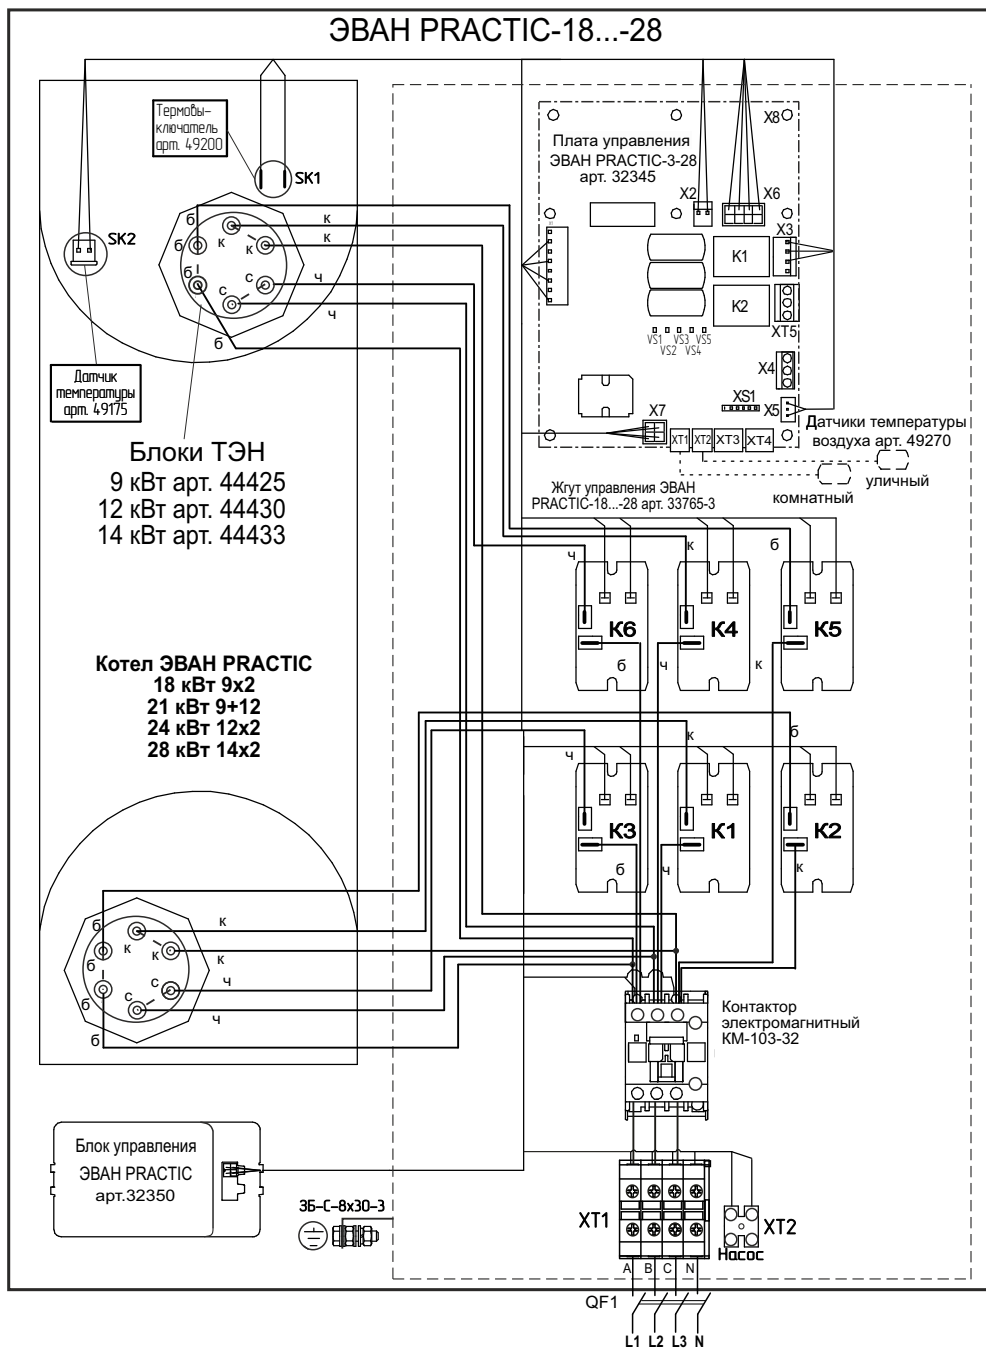 ЭВАН PRACTIC-18...-28
Термовы-
ключатель
арт. 49200
SK1
SK2
Датчик
температуры
арт. 49175
б
б
б
б
к
к
с
с
к
к
ч
ч
Плата управления
ЭВАН PRACTIC-3-28
арт. 32345
X8
X2
X6
X3
K1
K2
XT5
VS1
VS3
VS5
VS2
VS4
X4
XS1
X5
X7
XT1
XT2
XT3
XT4
Датчики температуры
воздуха арт. 49270
уличный
комнатный
Блоки ТЭН
9 кВт арт. 44425
12 кВт арт. 44430
14 кВт арт. 44433
Жгут управления ЭВАН
PRACTIC-18...-28 арт. 33765-3
ч
к
б
K6
K4
K5
б
ч
к
Котел ЭВАН PRACTIC
18 кВт 9x2
21 кВт 9+12
24 кВт 12x2
28 кВт 14x2
ч
к
б
K3
K1
K2
б
ч
к
б
б
б
б
к
к
с
с
к
к
ч
ч
Контактор
электромагнитный
КМ-103-32
Блок управления
ЭВАН PRACTIC
арт.32350
ЗБ-С-8х30-3
XT1
XT2
Насос
A B C N
QF1
L1 L2 L3 N